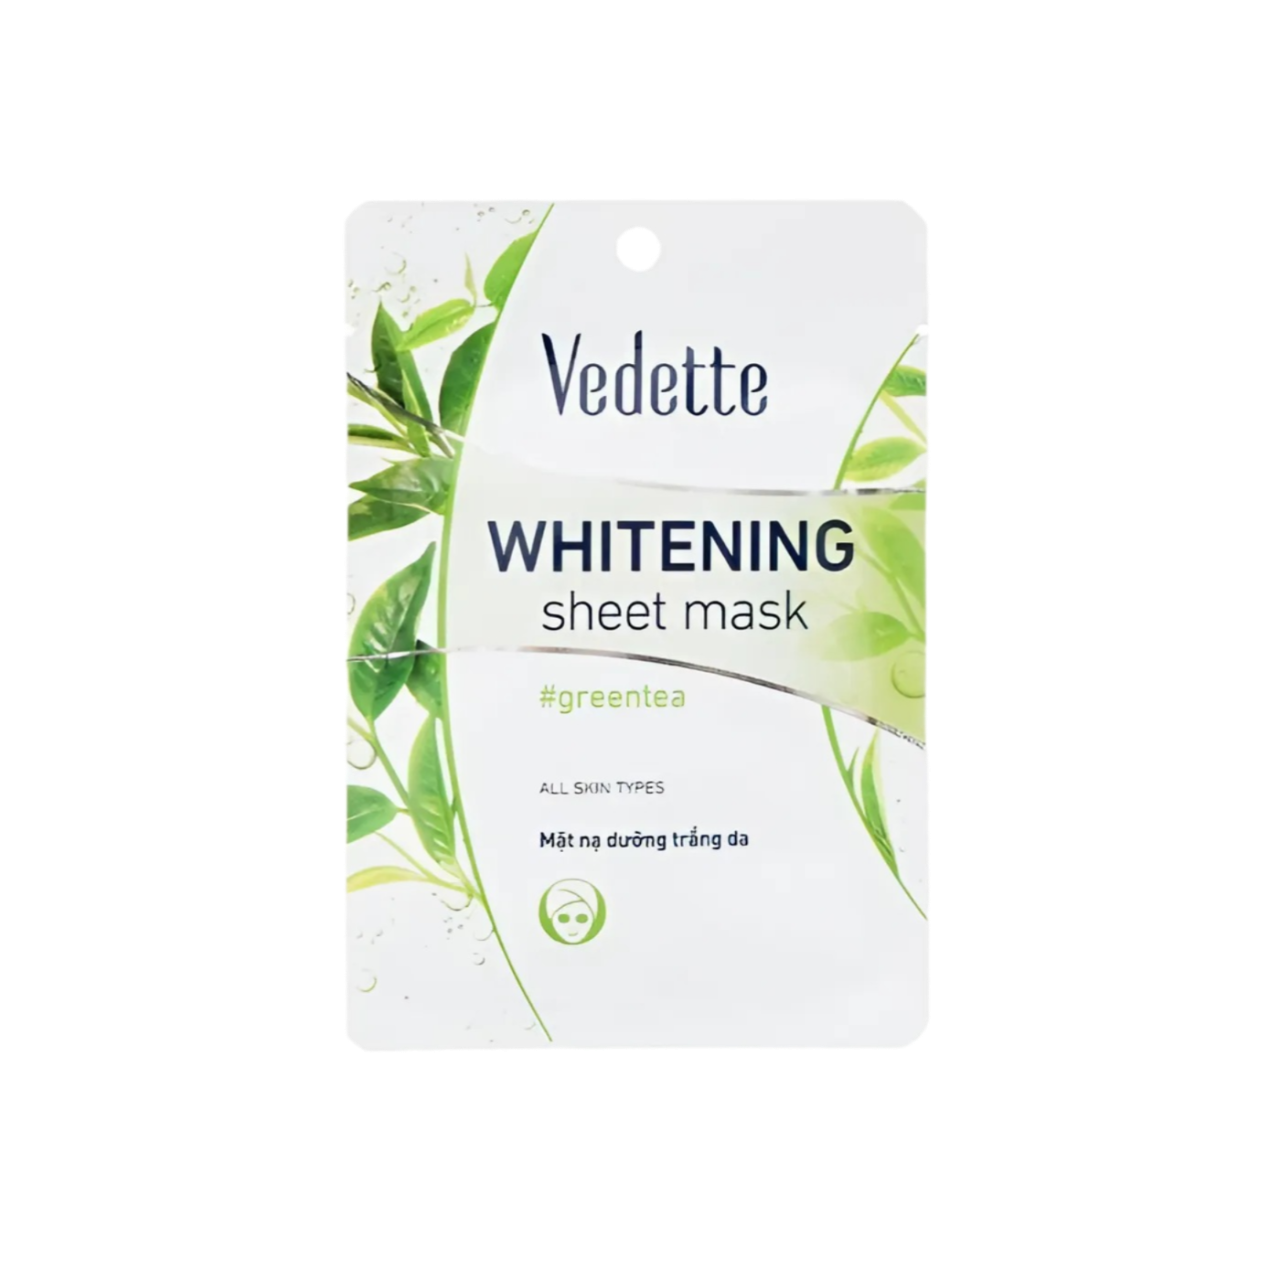 Vedette
WHITENING
sheet mask
#greentea
ALL SKIN TYPES
Mặt nạ dưỡng trắng da